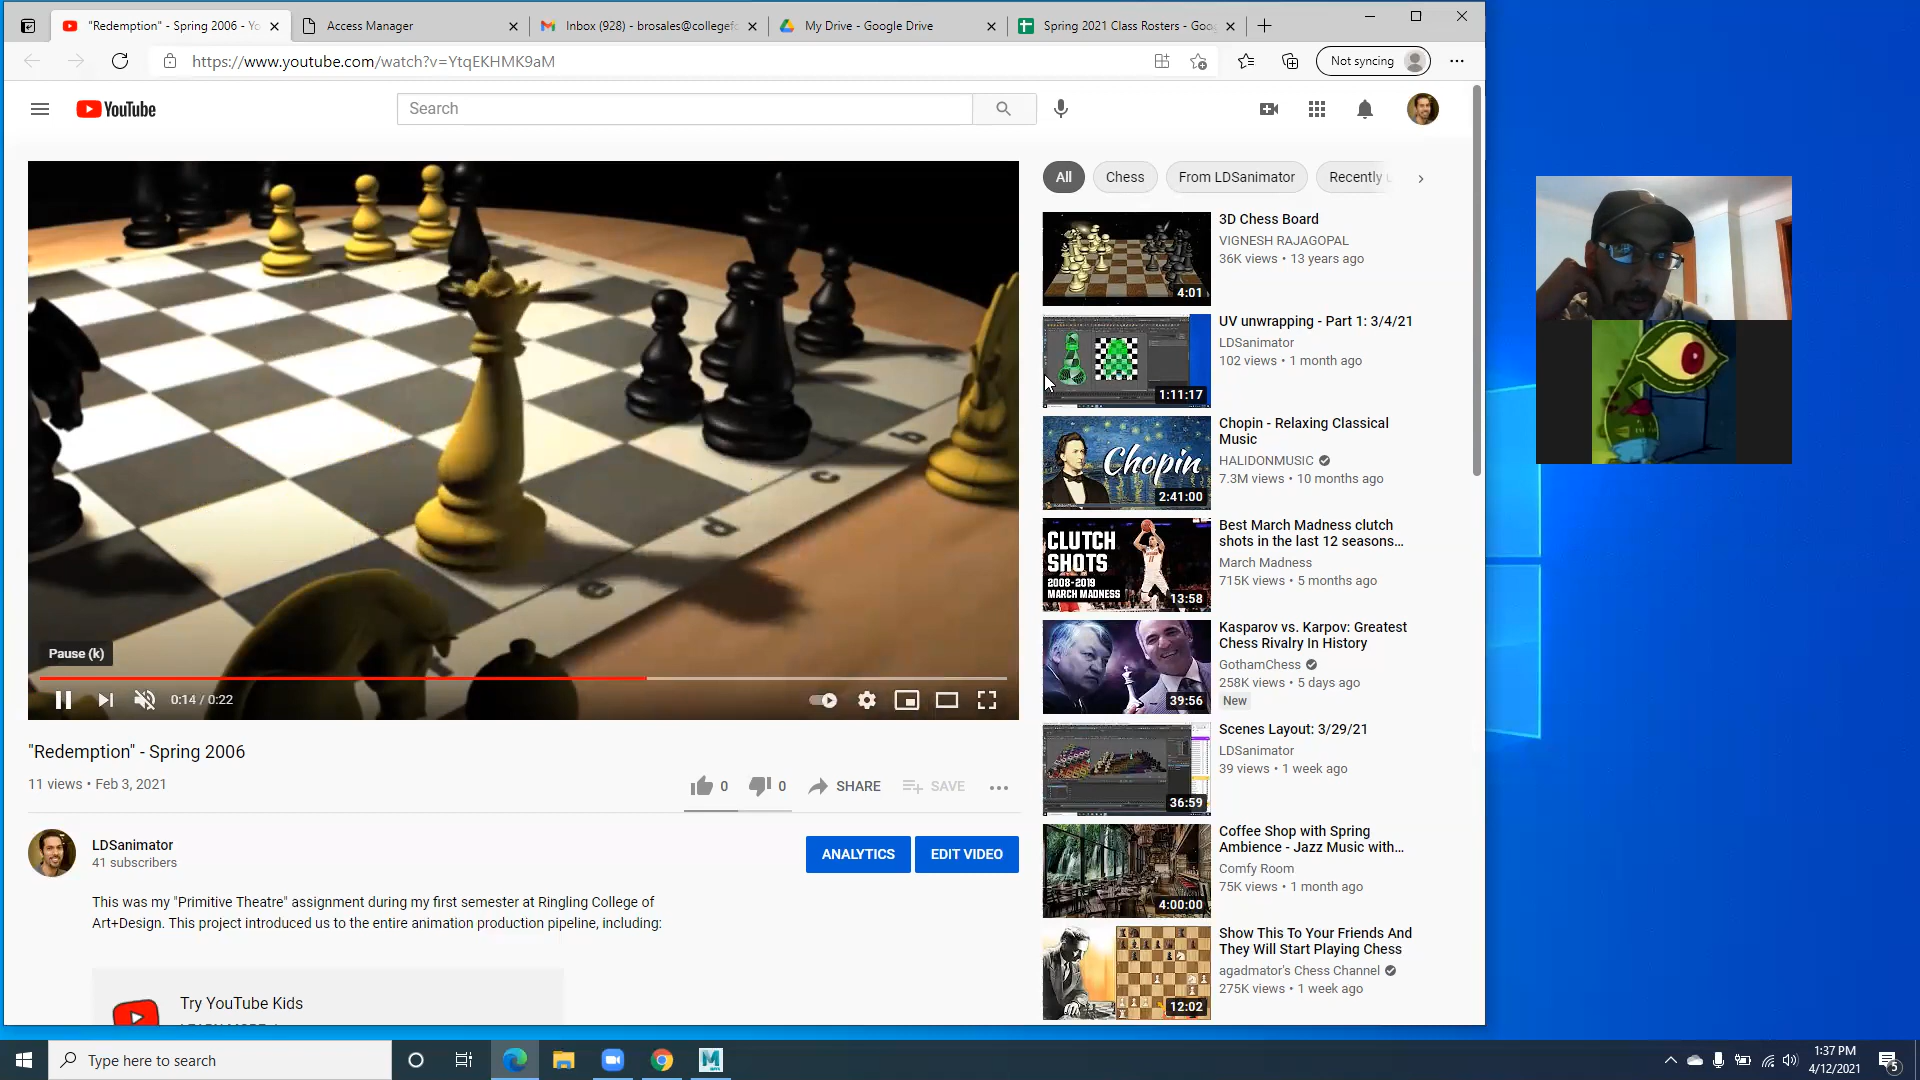 "Redemption" - Spring 2006 - Yo
Access Manager
Inbox (928) - brosales@collegefo
My Drive - Google Drive
Spring 2021 Class Rosters - Goog
https://www.youtube.com/watch?v=YtqEKHMK9aM
Not syncing
YouTube
Search
All
Chess
From LDSanimator
Recently u
3D Chess Board
VIGNESH RAJAGOPAL
36K views • 13 years ago
4:01
UV unwrapping - Part 1: 3/4/21
LDSanimator
102 views • 1 month ago
1:11:17
Chopin - Relaxing Classical
Music
HALIDONMUSIC
7.3M views • 10 months ago
Chopin
2:41:00
Best March Madness clutch
shots in the last 12 seasons...
March Madness
715K views • 5 months ago
CLUTCH
SHOTS
2008-2019
MARCH MADNESS
13:58
Kasparov vs. Karpov: Greatest
Chess Rivalry In History
GothamChess
258K views • 5 days ago
New
39:56
Scenes Layout: 3/29/21
LDSanimator
39 views • 1 week ago
36:59
Coffee Shop with Spring
Ambience - Jazz Music with...
Comfy Room
75K views • 1 month ago
4:00:00
Show This To Your Friends And
They Will Start Playing Chess
agadmator's Chess Channel
275K views • 1 week ago
12:02
b
c
d
e
Pause (k)
0:14 / 0:22
"Redemption" - Spring 2006
11 views • Feb 3, 2021
0
0
SHARE
SAVE
LDSanimator
41 subscribers
ANALYTICS
EDIT VIDEO
This was my "Primitive Theatre" assignment during my first semester at Ringling College of
Art+Design. This project introduced us to the entire animation production pipeline, including:
Try YouTube Kids
Type here to search
1:37 PM
4/12/2021
5